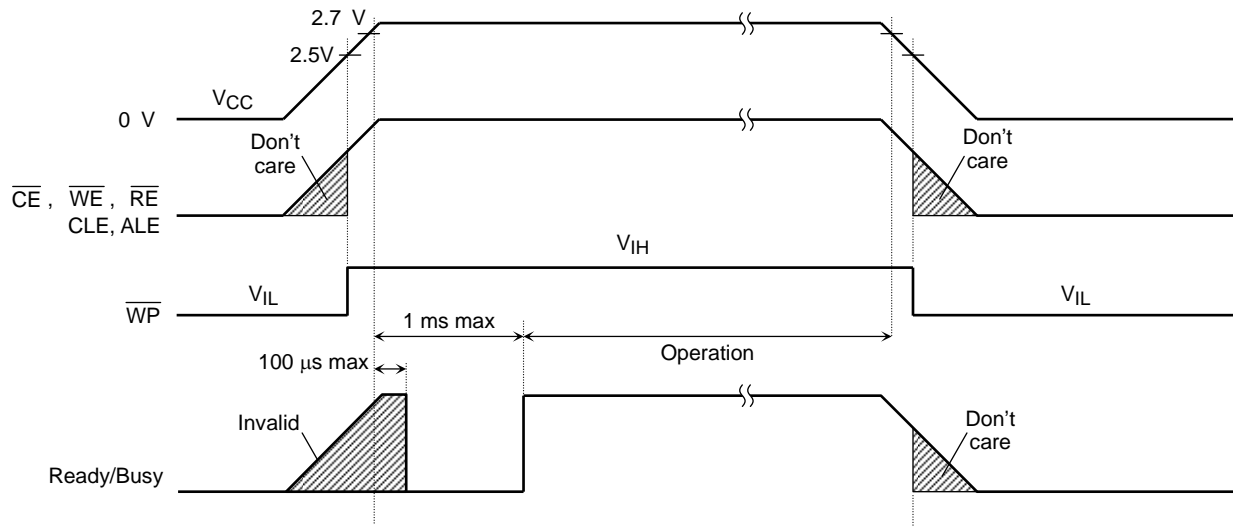 2.7 V
2.5V
VCC
0 V
Don't
care
Don't
care
CE , WE , RE
CLE, ALE
VIH
VIL
VIL
WP
1 ms max
Operation
100 μs max
Invalid
Don't
care
Ready/Busy